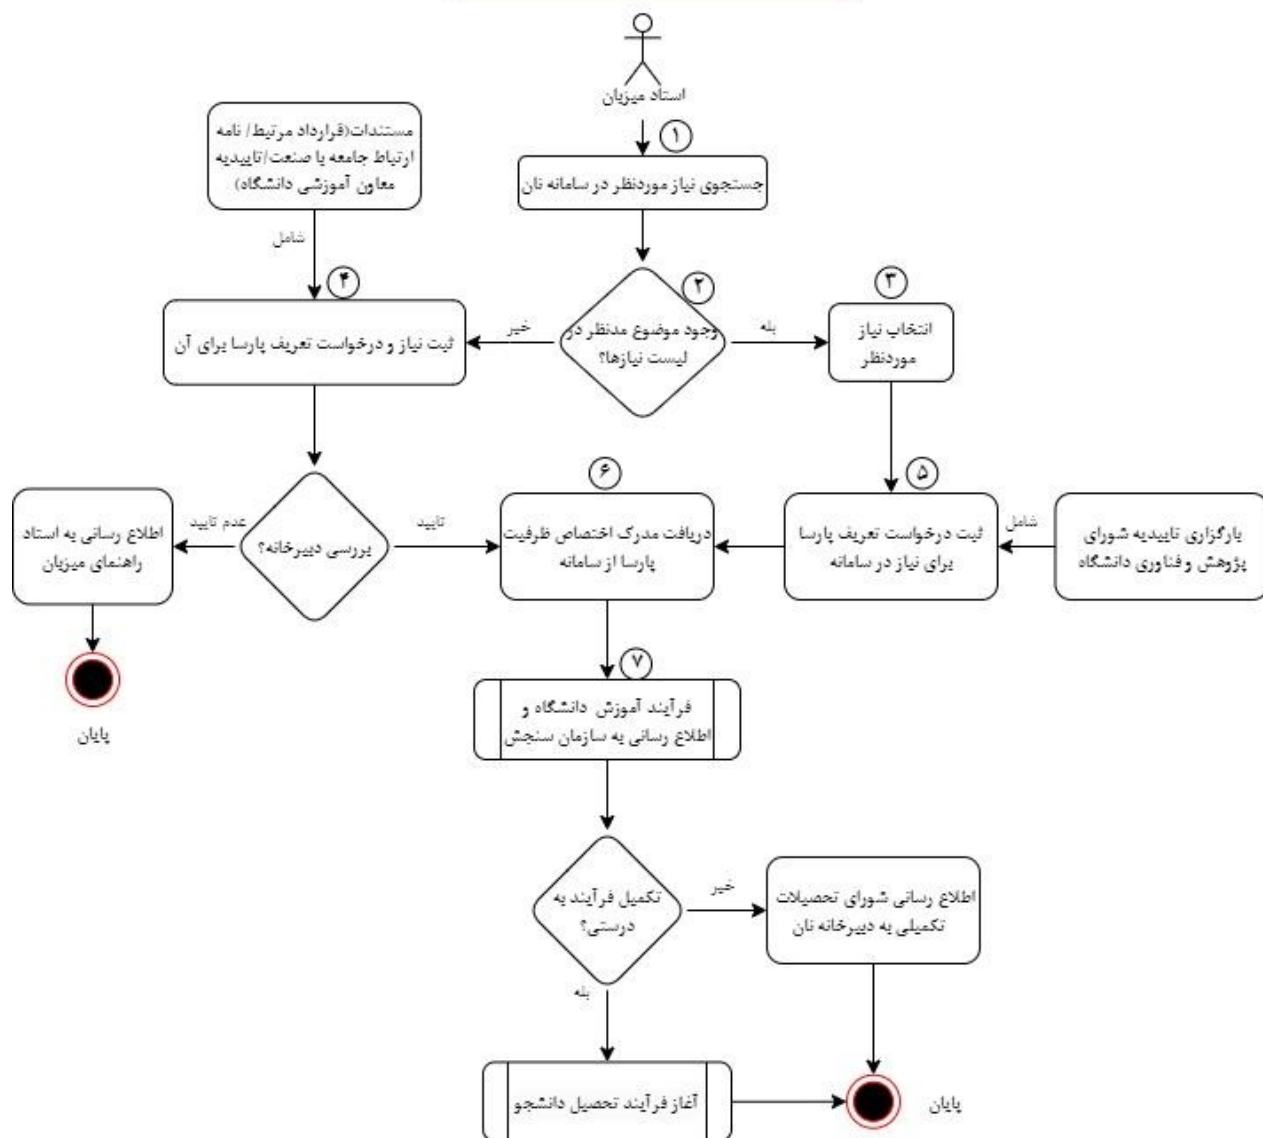 استاد میزبان
۱
جستجوی نیاز موردنظر در سامانه نان
مستندات(قرارداد مرتبط/ نامه
ارتباط جامعه با صنعت/تاییدیه
معاون آموزشی دانشگاه)
شامل
۲
وجود موضوع مدنظر در
لیست نیازها؟
بله
خیر
۳
انتخاب نیاز
موردنظر
۴
ثبت نیاز و درخواست تعریف پارسا برای آن
۵
ثبت درخواست تعریف پارسا
برای نیاز در سامانه
شامل
بارگزاری تاییدیه شورای
پژوهش و فناوری دانشگاه
۶
دریافت مدرک اختصاص ظرفیت
پارسا از سامانه
تایید
بررسی دبیرخانه؟
عدم تایید
اطلاع رسانی به استاد
راهنمای میزبان
پایان
۷
فرآیند آموزش دانشگاه و
اطلاع رسانی به سازمان سنجش
تکمیل فرآیند به
درستی؟
خیر
اطلاع رسانی شورای تحصیلات
تکمیلی به دبیرخانه نان
بله
آغاز فرآیند تحصیل دانشجو
پایان